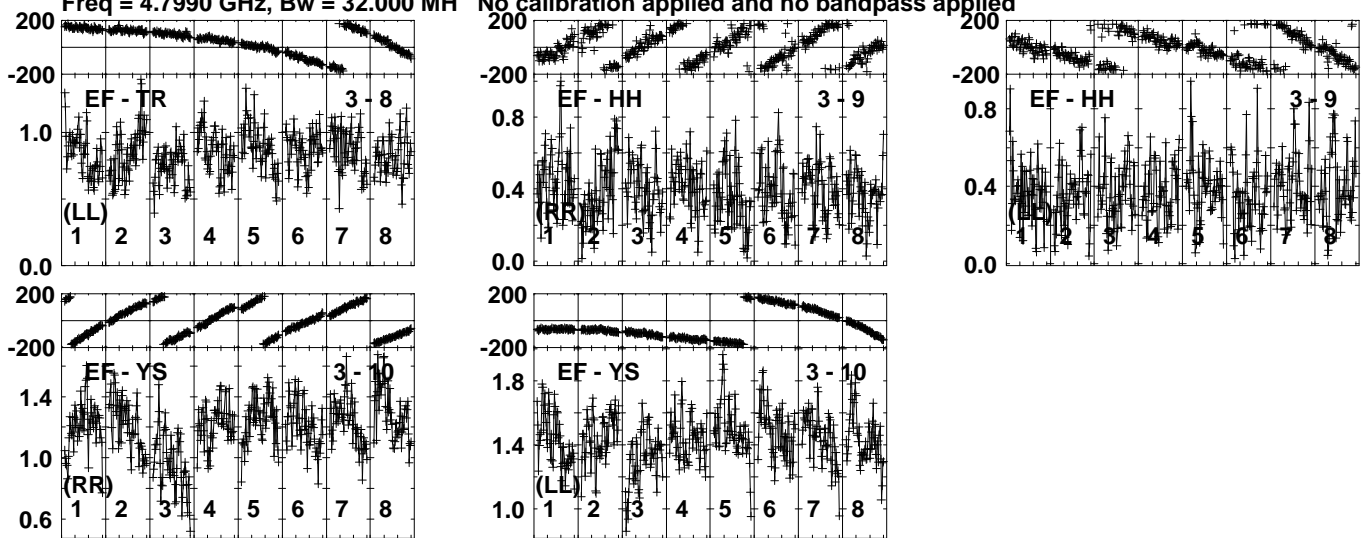 Freq = 4.7990 GHz, Bw = 32.000 MH No calibration applied and no bandpass applied
200
-200
EF - TR 3 - 8
1.0
(LL)
1 2 3 4 5 6 7 8
0.0
200
-200
EF - HH 3 - 9
0.8
0.4
(RR)
1 2 3 4 5 6 7 8
0.0
200
-200
EF - HH 3 - 9
0.8
0.4
(LL)
1 2 3 4 5 6 7 8
0.0
200
-200
EF - YS 3 - 10
1.4
1.0
(RR)
1 2 3 4 5 6 7 8
0.6
200
-200
EF - YS 3 - 10
1.8
1.4
(LL)
1 2 3 4 5 6 7 8
1.0